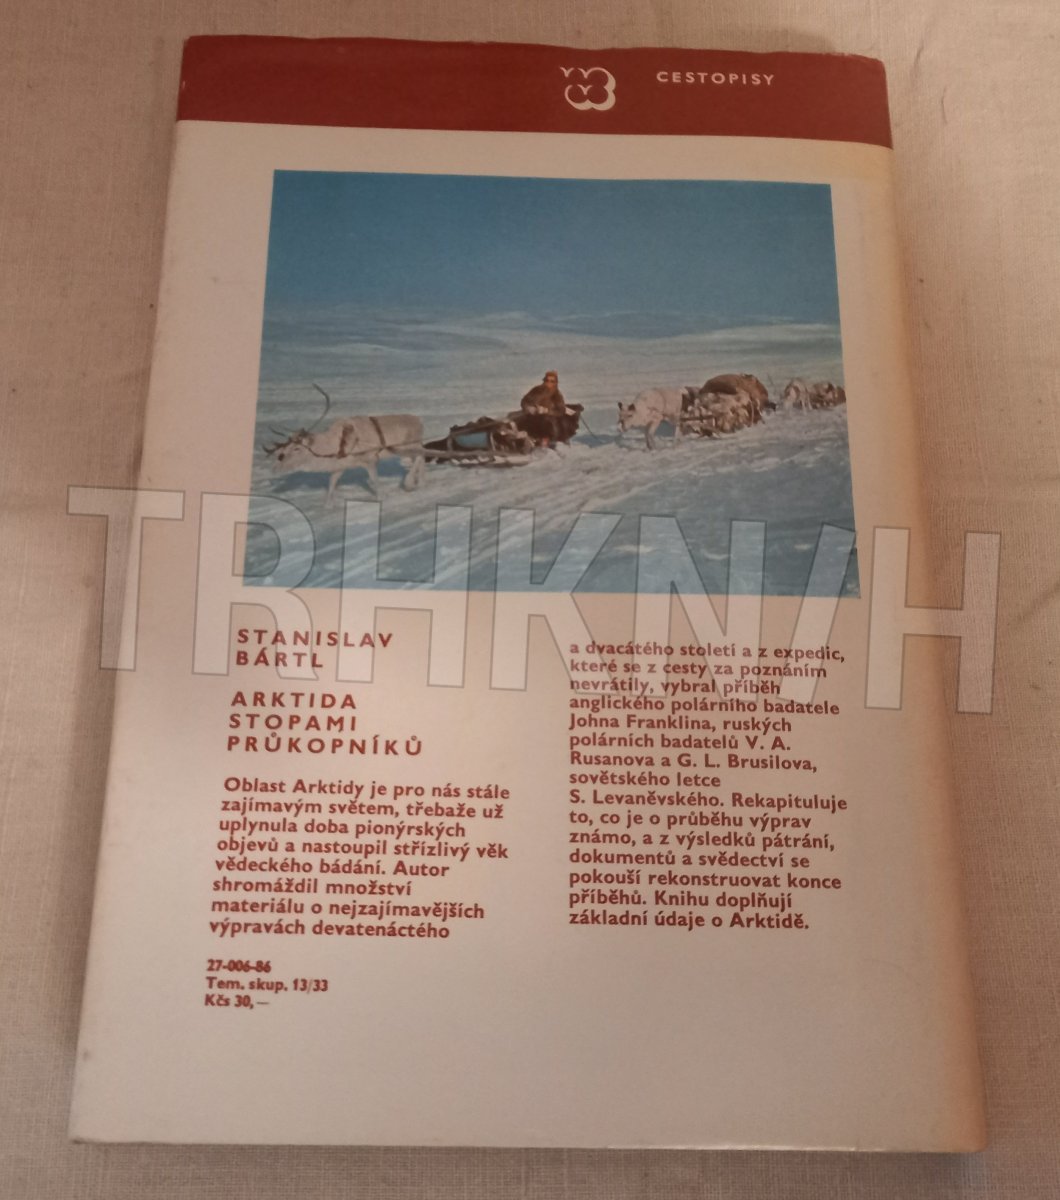 CESTOPISY
TRHKNIH
STANISLAV
BÁRTL
ARKTIDA
STOPAMI
PRŮKOPNÍKŮ
Oblast Arktidy je pro nás stále
zajímavým světem, třebaže už
uplynula doba pionýrských
objevů a nastoupil střízlivý věk
vědeckého bádání. Autor
shromáždil množství
materiálu o nejzajímavějších
výpravách devatenáctého
a dvacátého století a z expedic,
které se z cesty za poznáním
nevrátily, vybral příběh
anglického polárního badatele
Johna Franklina, ruských
polárních badatelů V. A.
Rusanova a G. L. Brusilova,
sovětského letce
S. Levaněvského. Rekapituluje
to, co je o průběhu výprav
známo, a z výsledků pátrání,
dokumentů a svědectví se
pokouší rekonstruovat konce
příběhů. Knihu doplňují
základní údaje o Arktidě.
27-006-86
Tem. skup. 13/33
Kčs 30,—